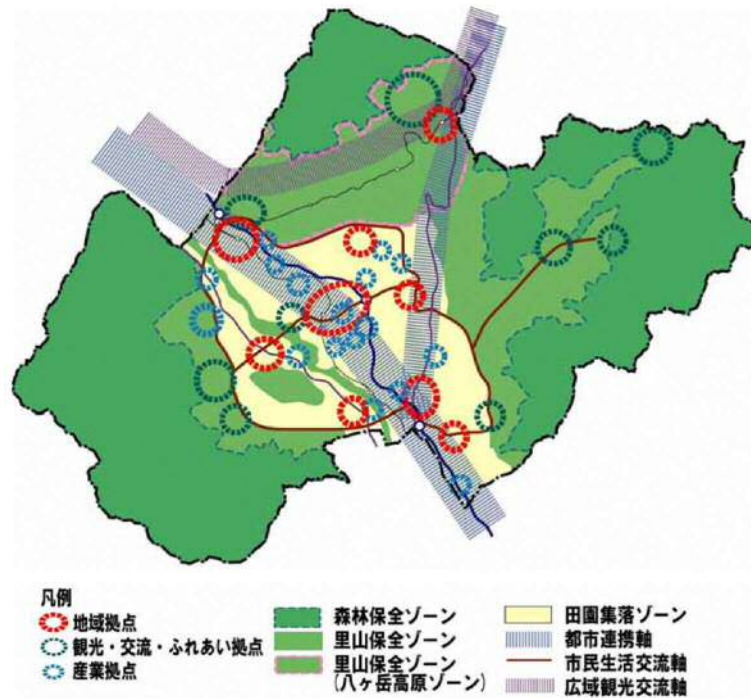 凡例
地域拠点
観光・交流・ふれあい拠点
産業拠点
森林保全ゾーン
里山保全ゾーン
里山保全ゾーン
(八ヶ岳高原ゾーン)
田園集落ゾーン
都市連携軸
市民生活交流軸
広域観光交流軸